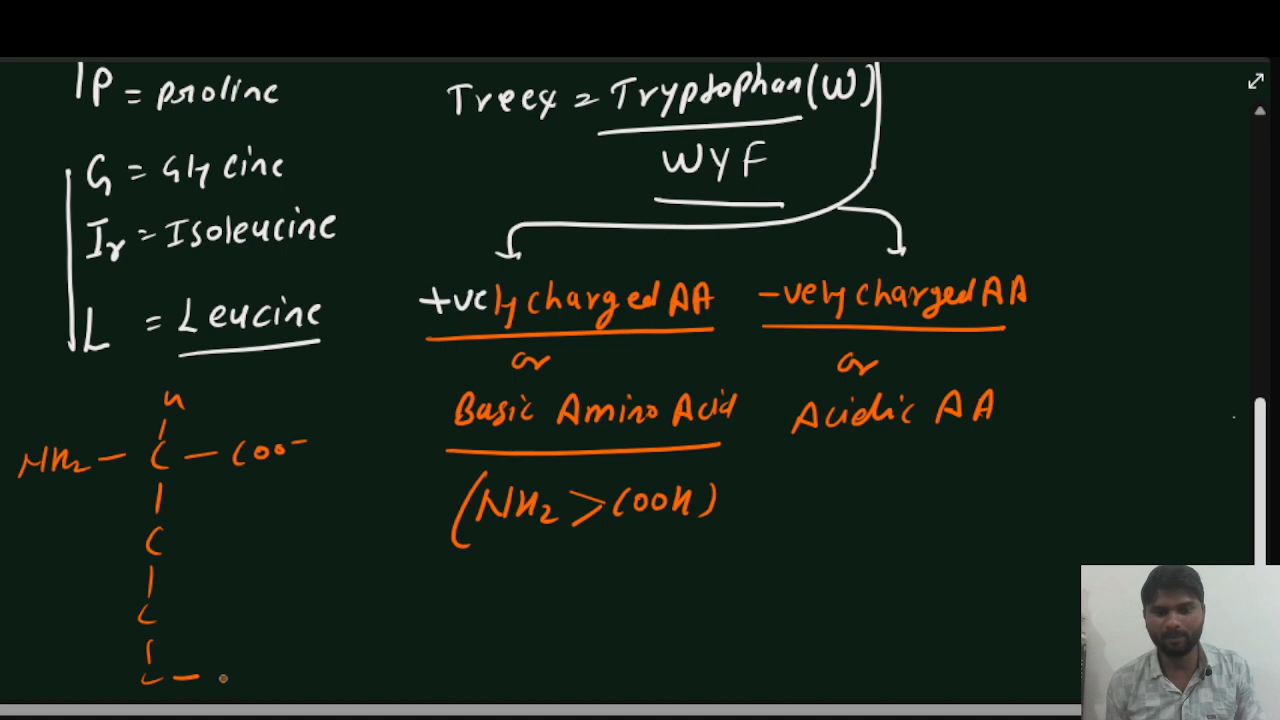 P = proline
G = Glycine
Ir = Isoleucine
L = Leucine
Treey = Tryptophan (W)
WYF
+vely charged AA
or
Basic Amino Acid
(NH2 > COOH)
-vely charged AA
or
Acidic AA
H
NH2 - C - COO-
C
C
C -